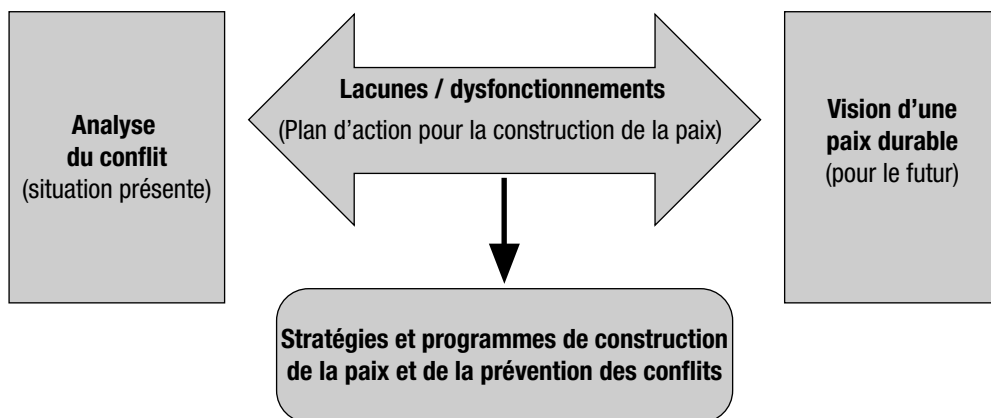 Analyse
du conflit
(situation présente)
Lacunes / dysfonctionnements
(Plan d’action pour la construction de la paix)
Vision d’une
paix durable
(pour le futur)
Stratégies et programmes de construction
de la paix et de la prévention des conflits